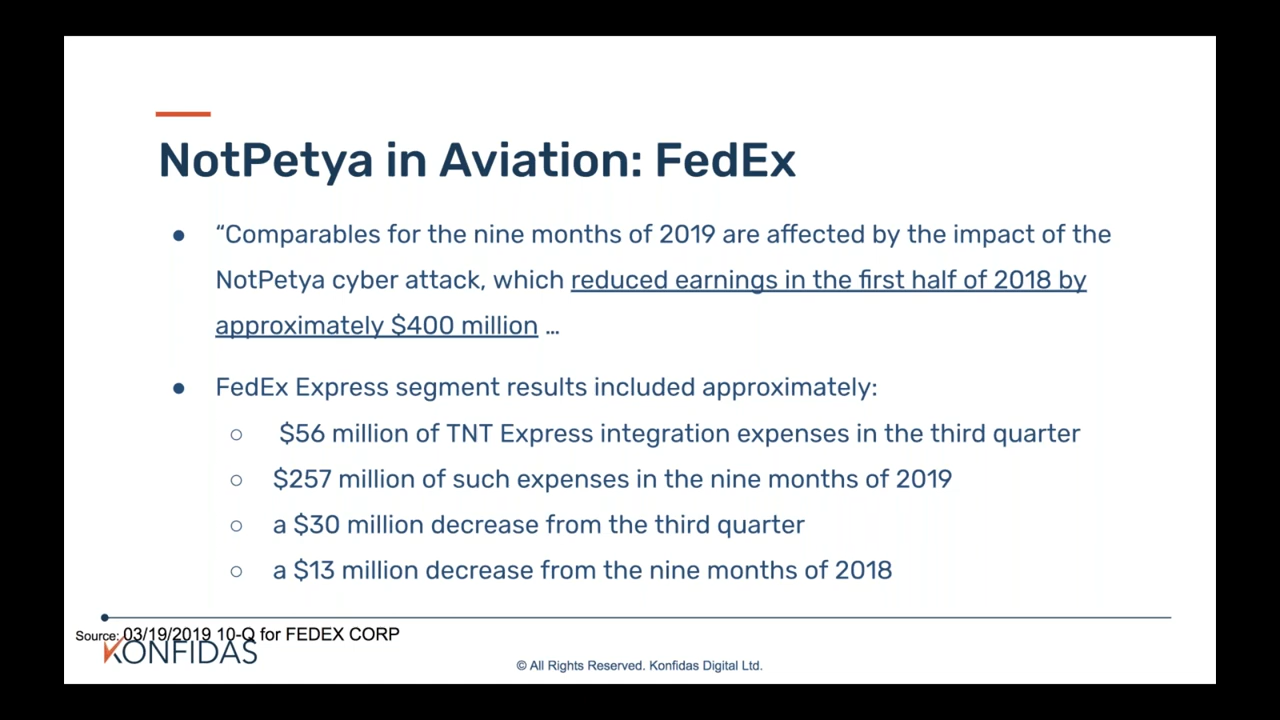 NotPetya in Aviation: FedEx
● “Comparables for the nine months of 2019 are affected by the impact of the
NotPetya cyber attack, which reduced earnings in the first half of 2018 by
approximately $400 million …
● FedEx Express segment results included approximately:
○ $56 million of TNT Express integration expenses in the third quarter
○ $257 million of such expenses in the nine months of 2019
○ a $30 million decrease from the third quarter
○ a $13 million decrease from the nine months of 2018
Source: 03/19/2019 10-Q for FEDEX CORP
KONFIDAS
© All Rights Reserved. Konfidas Digital Ltd.